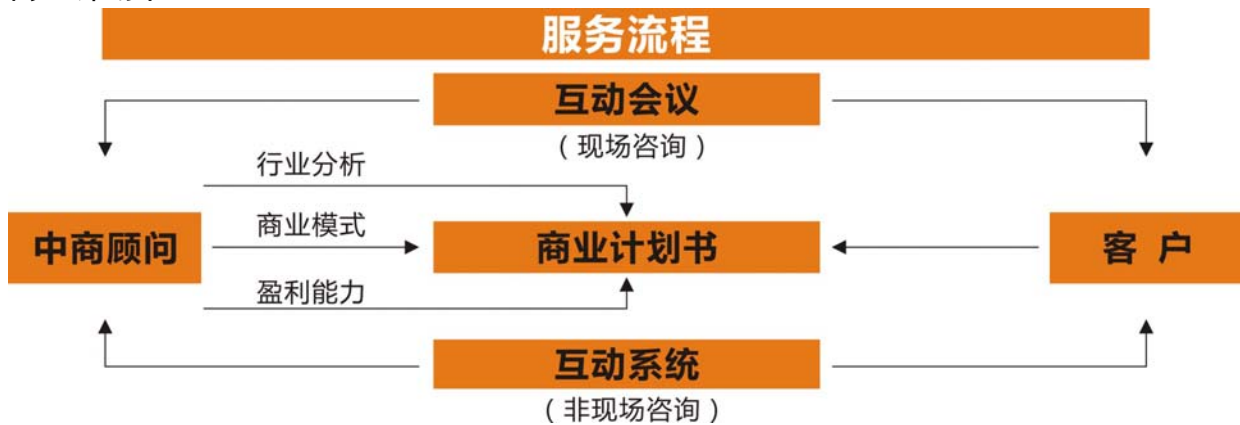 服务流程
互动会议
（现场咨询）
行业分析
商业模式
中商顾问
商业计划书
客 户
盈利能力
互动系统
（非现场咨询）